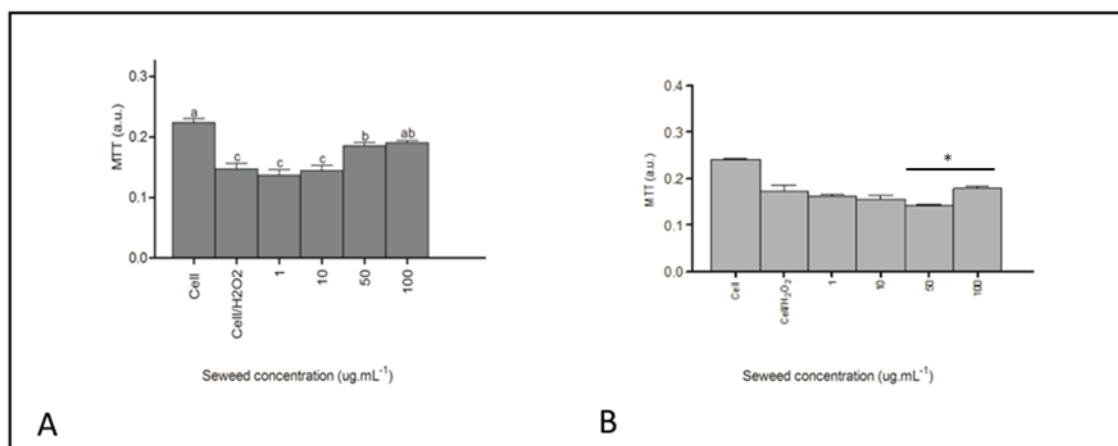 0.3
0.2
0.1
0.0
MTT (a.u.)
a
c
c
c
b
ab
Cell
Cell/H2O2
1
10
50
100
Seweed concentration (ug.mL-1)
A
0.4
0.3
0.2
0.1
0.0
MTT (a.u.)
*
Cell
Cell/H₂O₂
1
10
50
100
Seweed concentration (ug.mL-1)
B